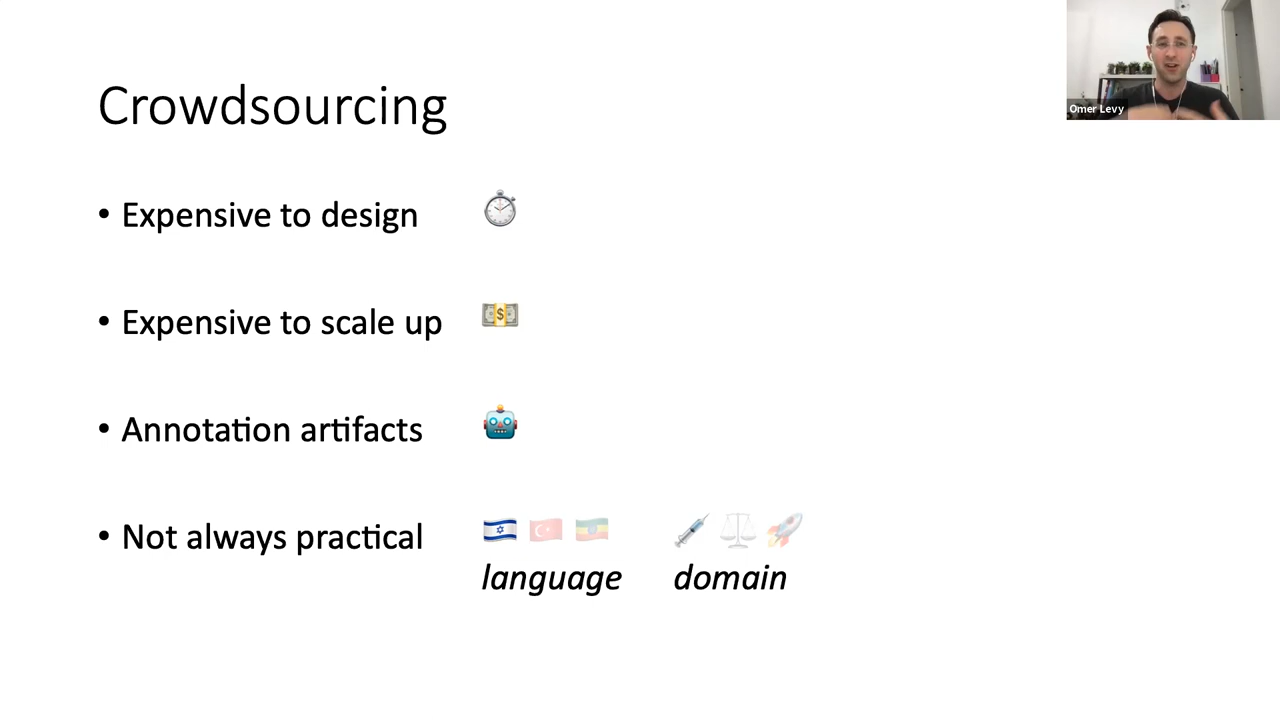 Crowdsourcing
• Expensive to design
• Expensive to scale up
• Annotation artifacts
• Not always practical
language domain
Omer Levy